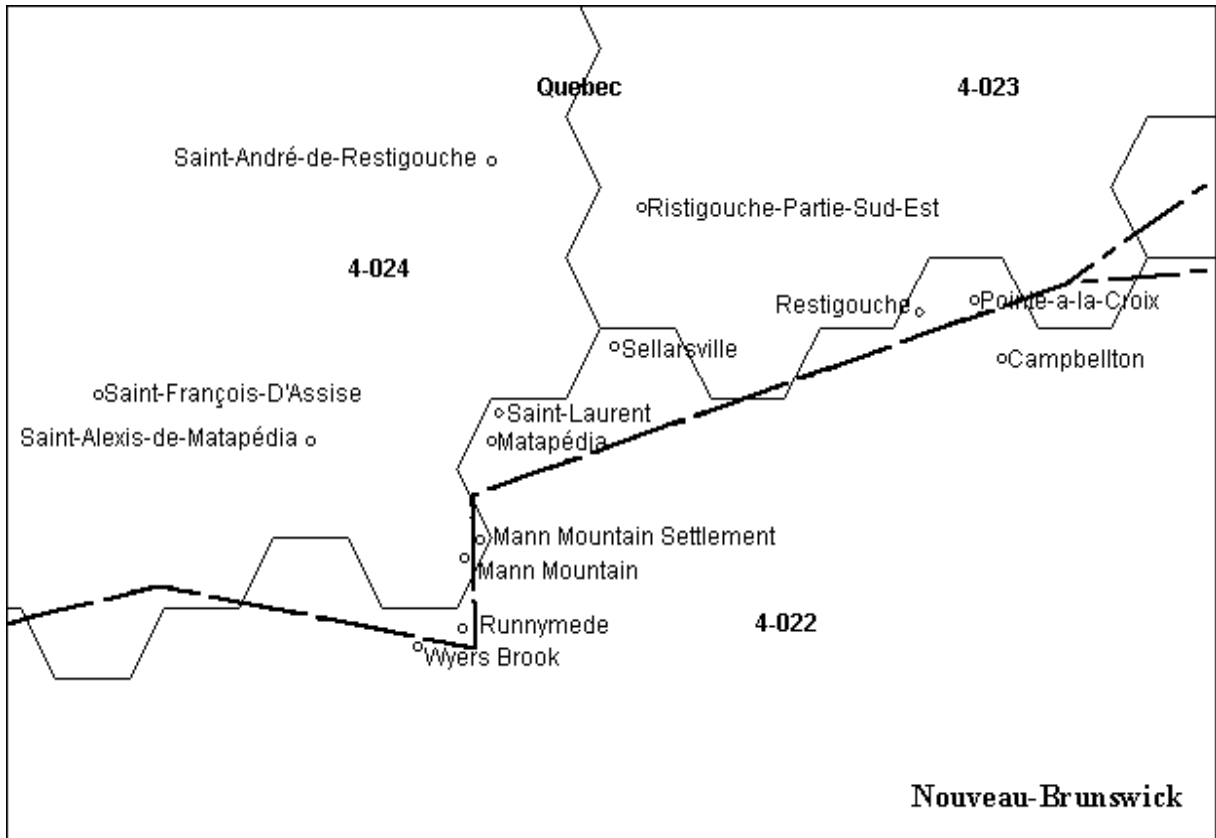 Quebec
4-023
Saint-André-de-Restigouche
Ristigouche-Partie-Sud-Est
4-024
Restigouche
Pointe-a-la-Croix
Sellarsville
Campbellton
Saint-François-D'Assise
Saint-Laurent
Saint-Alexis-de-Matapédia
Matapédia
Mann Mountain Settlement
Mann Mountain
Runnymede
4-022
Wyers Brook
Nouveau-Brunswick